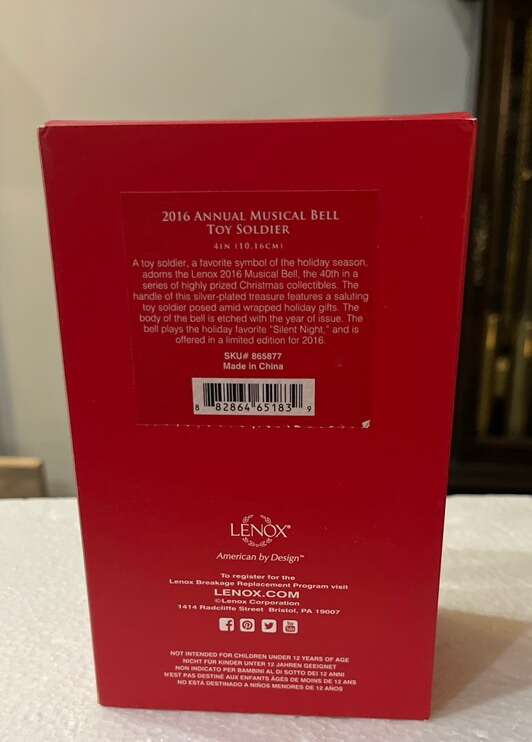 2016 ANNUAL MUSICAL BELL
TOY SOLDIER
4IN (10.16CM)
A toy soldier, a favorite symbol of the holiday season,
adorns the Lenox 2016 Musical Bell, the 40th in a
series of highly prized Christmas collectibles. The
handle of this silver-plated treasure features a saluting
toy soldier posed amid wrapped holiday gifts. The
body of the bell is etched with the year of issue. The
bell plays the holiday favorite "Silent Night," and is
offered in a limited edition for 2016.
SKU# 865877
Made in China
8 82864 65183 9
LENOX®
American by Design™
To register for the
Lenox Breakage Replacement Program visit
LENOX.COM
©Lenox Corporation
1414 Radcliffe Street Bristol, PA 19007
NOT INTENDED FOR CHILDREN UNDER 12 YEARS OF AGE
NICHT FÜR KINDER UNTER 12 JAHREN GEEIGNET
NON INDICATO PER BAMBINI AL DI SOTTO DEI 12 ANNI
N'EST PAS DESTINÉ AUX ENFANTS ÂGÉS DE MOINS DE 12 ANS
NO ESTÁ DESTINADO A NIÑOS MENORES DE 12 AÑOS